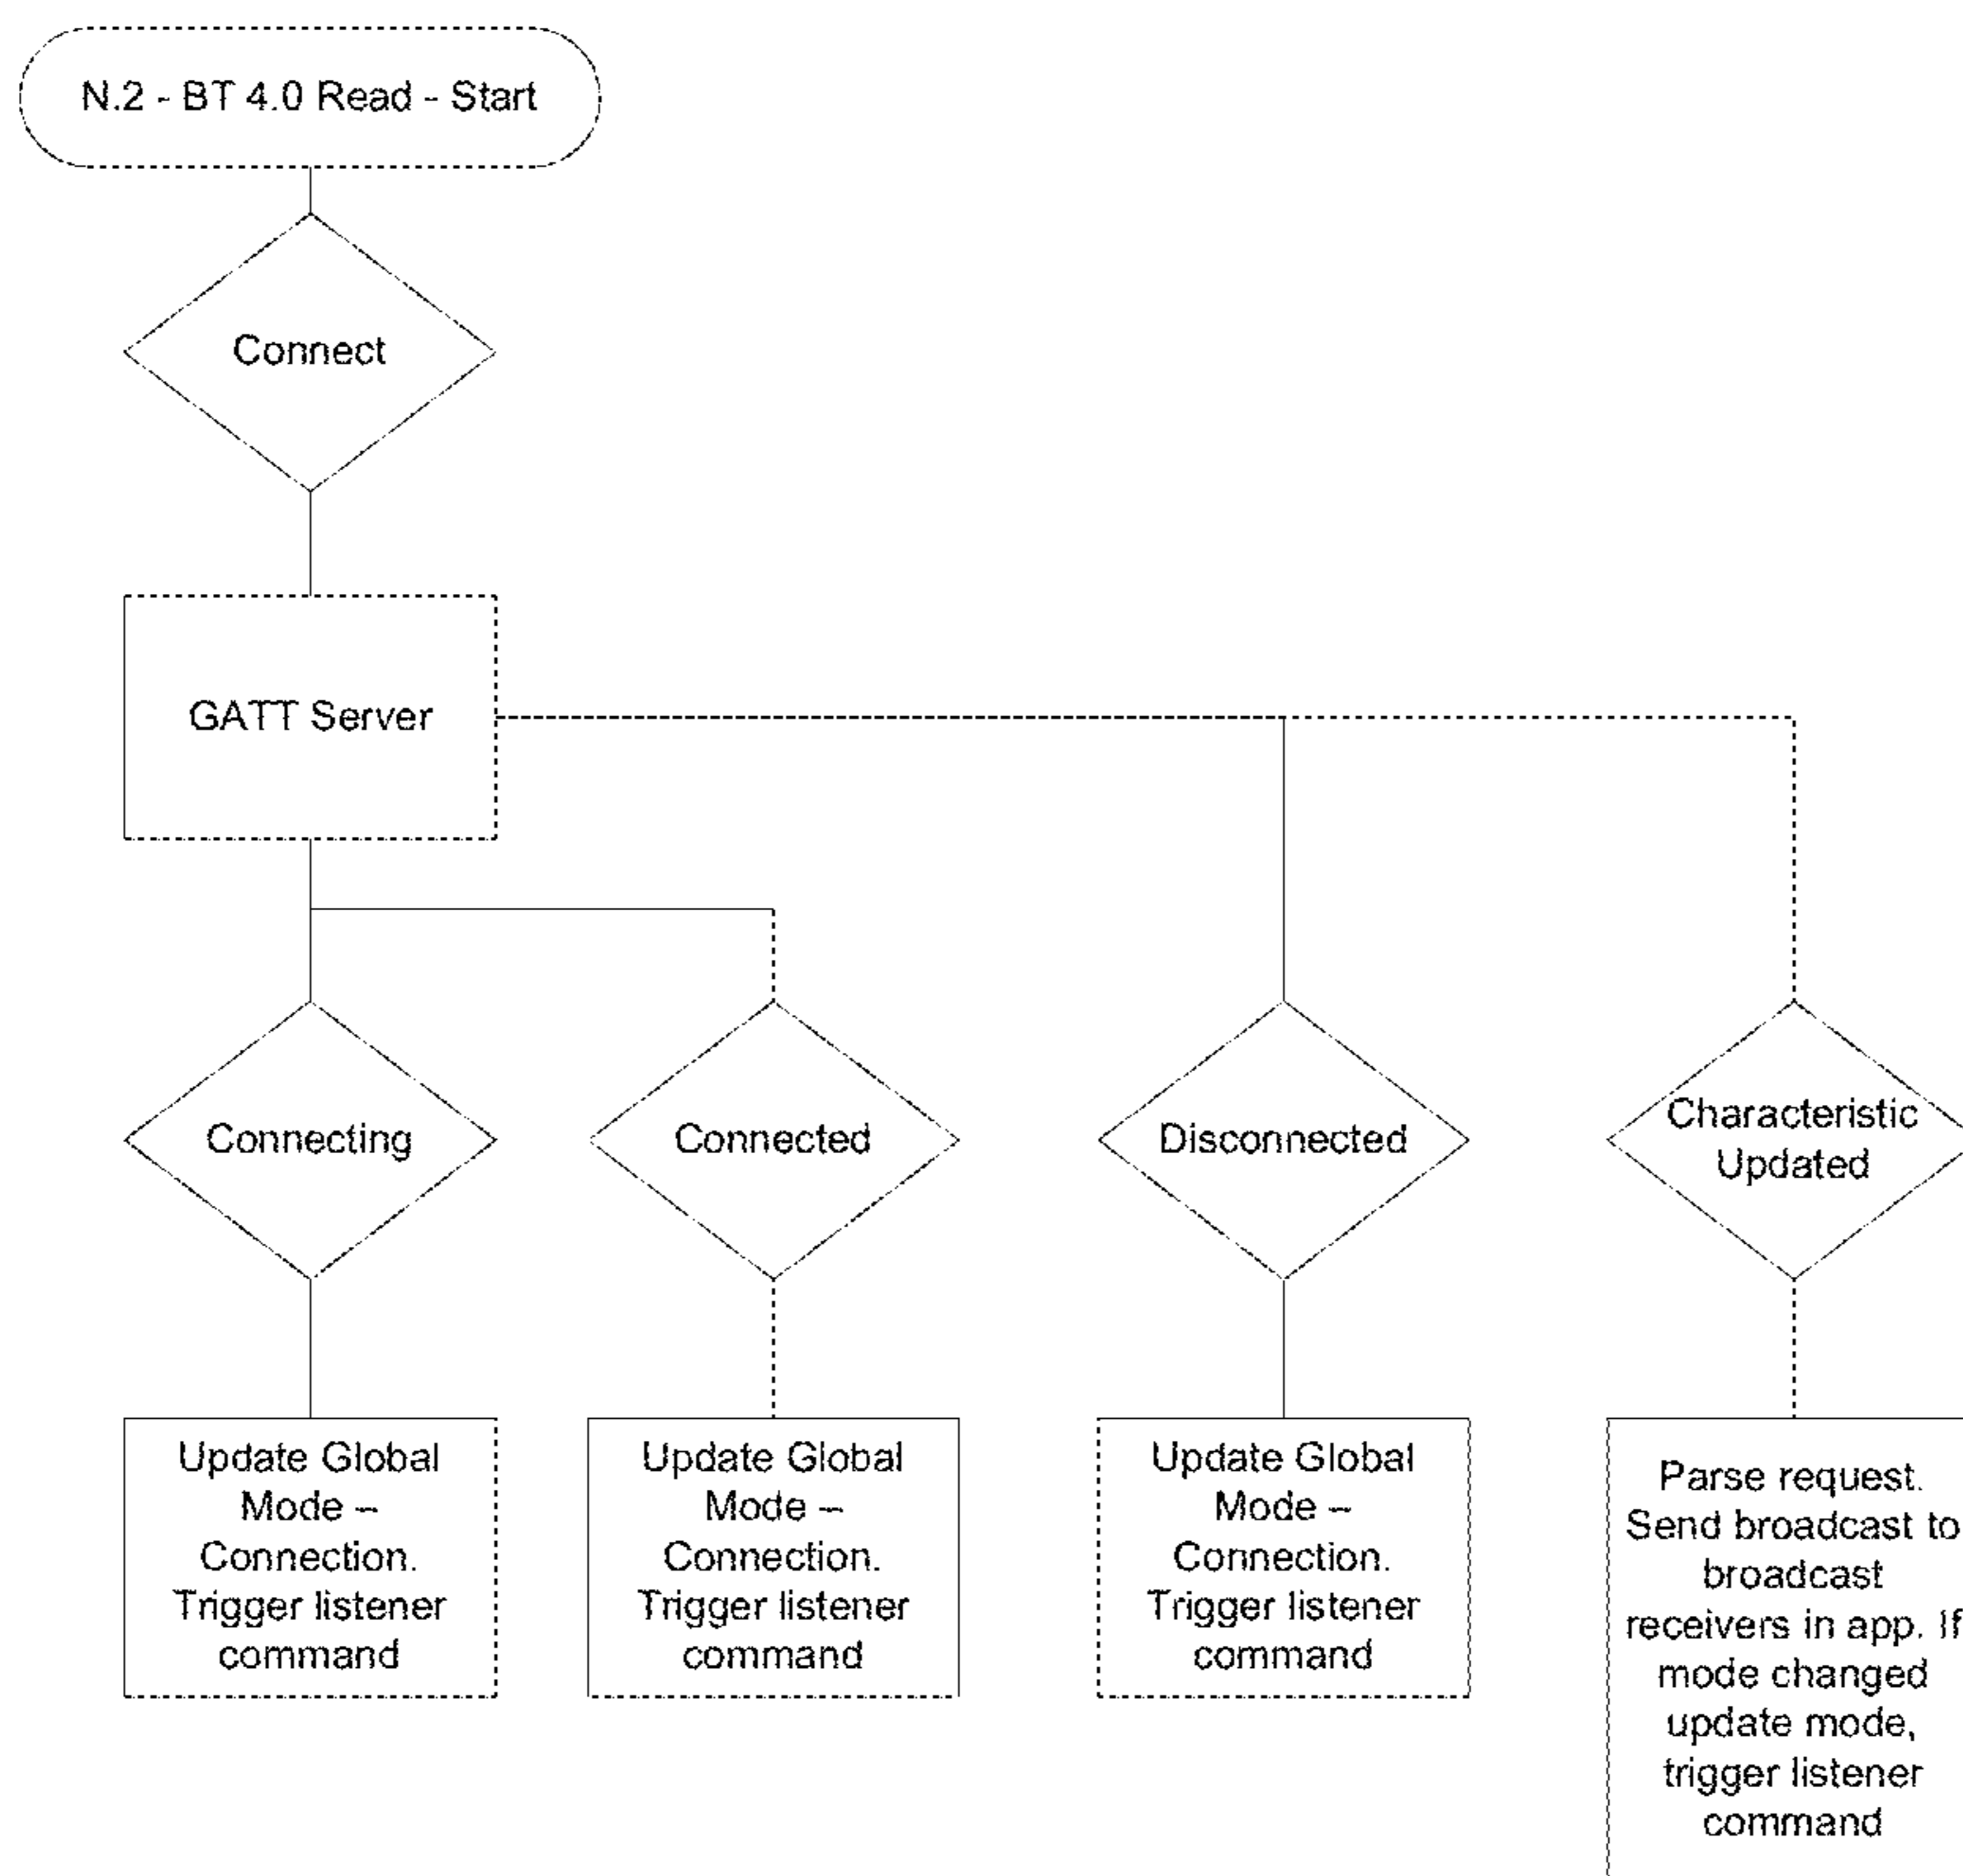 N.2 - BT 4.0 Read - Start
Connect
GATT Server
Connecting
Connected
Disconnected
Characteristic
Updated
Update Global
Mode –
Connection.
Trigger listener
command
Update Global
Mode –
Connection.
Trigger listener
command
Update Global
Mode –
Connection.
Trigger listener
command
Parse request.
Send broadcast to
broadcast
receivers in app. If
mode changed
update mode,
trigger listener
command